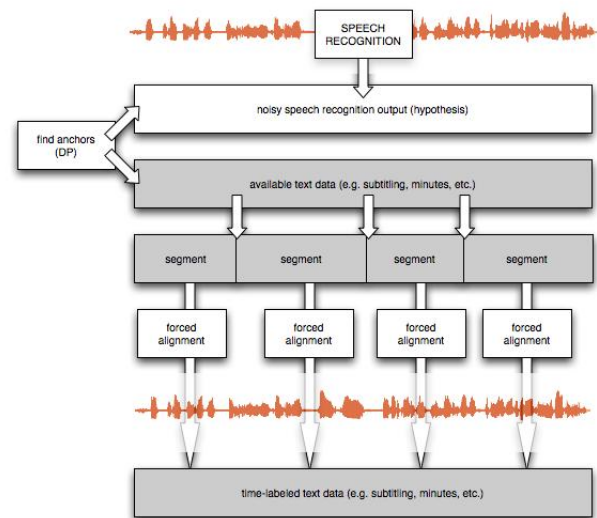 SPEECH
RECOGNITION
noisy speech recognition output (hypothesis)
find anchors
(DP)
available text data (e.g. subtitling, minutes, etc.)
segment segment segment segment
forced
alignment
forced
alignment
forced
alignment
forced
alignment
time-labeled text data (e.g. subtitling, minutes, etc.)